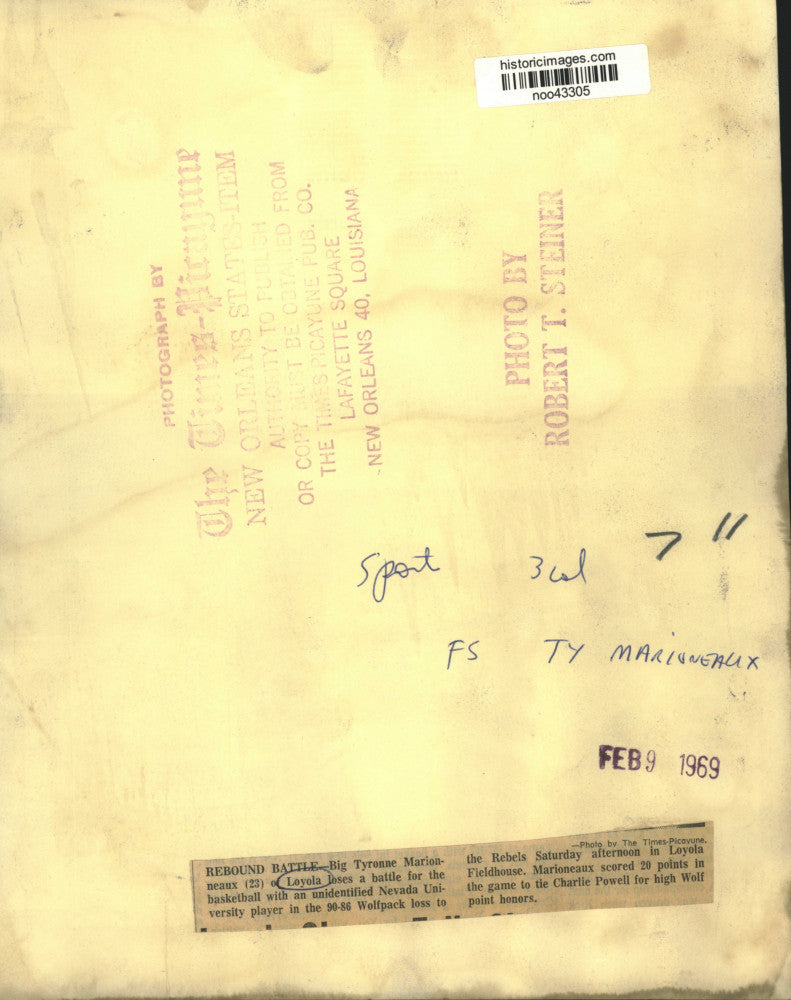 historicimages.com
noo43305
PHOTOGRAPH BY
The Times-Picayune
NEW ORLEANS STATES-ITEM
AUTHORITY TO PUBLISH
OR COPY MUST BE OBTAINED FROM
THE TIMES PICAYUNE PUB. CO.
LAFAYETTE SQUARE
NEW ORLEANS 40, LOUISIANA
PHOTO BY
ROBERT T. STEINER
Sport 3 col 7"
FS TY MARIONEAUX
FEB 9 1969
REBOUND BATTLE—Big Tyronne Marion-
neaux (23) of Loyola loses a battle for the
basketball with an unidentified Nevada Uni-
versity player in the 90-86 Wolfpack loss to
—Photo by The Times-Picayune.
the Rebels Saturday afternoon in Loyola
Fieldhouse. Marioneaux scored 20 points in
the game to tie Charlie Powell for high Wolf
point honors.